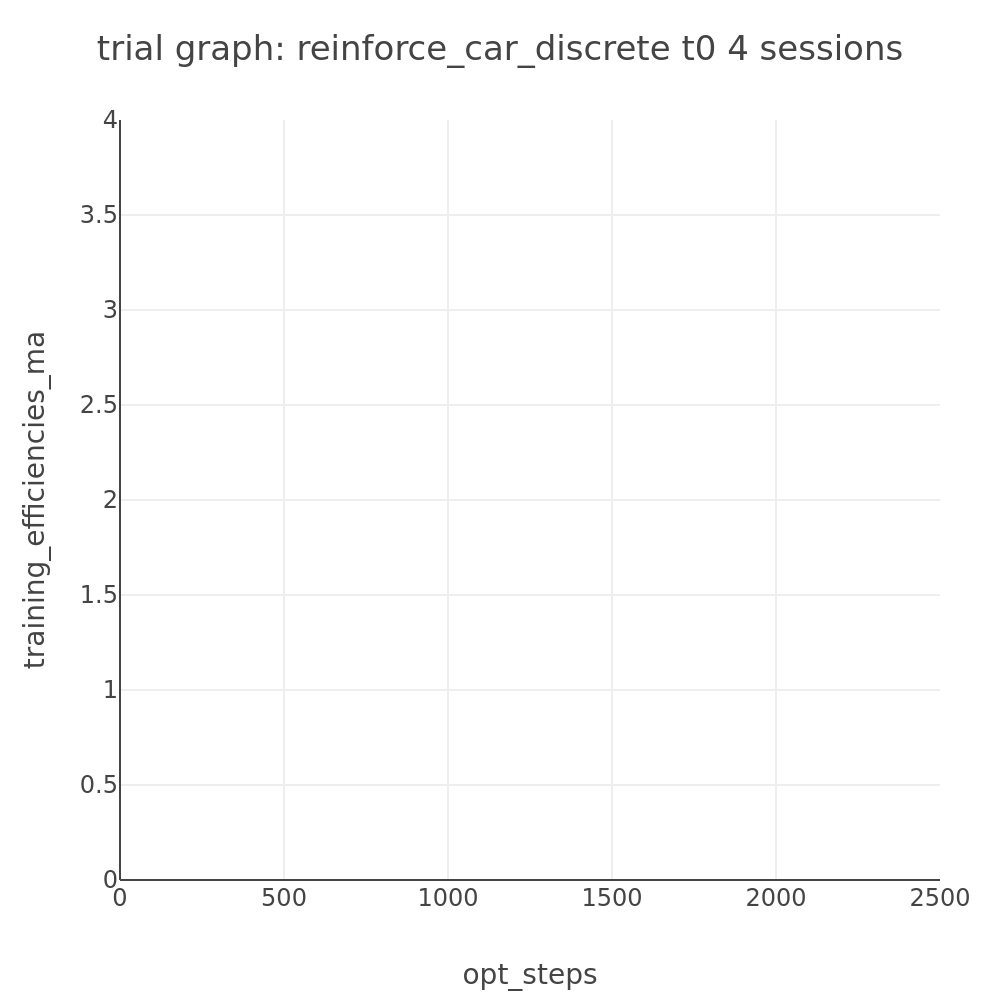 trial graph: reinforce_car_discrete t0 4 sessions
4
3.5
3
2.5
2
1.5
1
0.5
0
training_efficiencies_ma
0 500 1000 1500 2000 2500
opt_steps